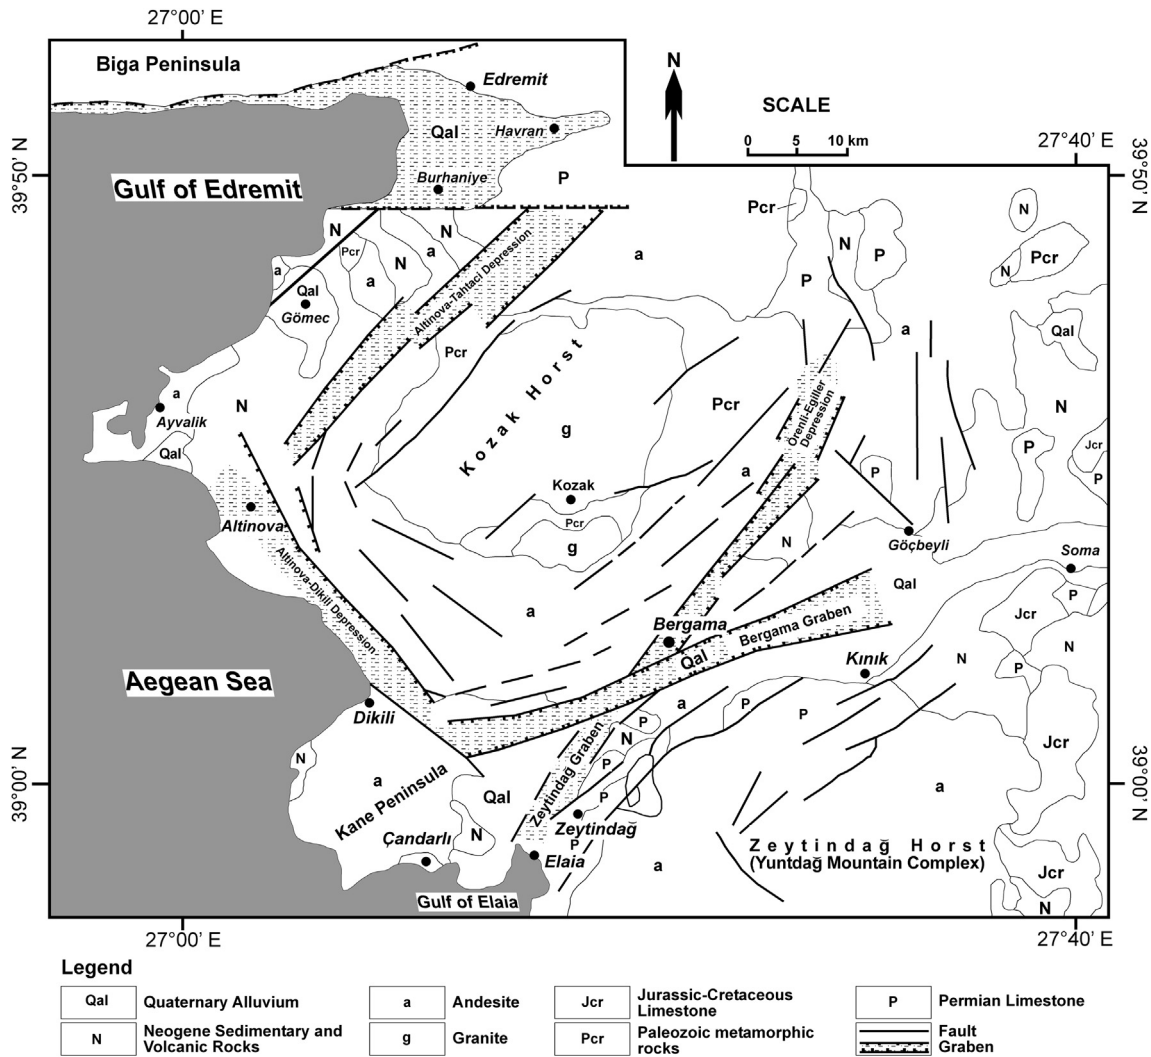 27°00’ E
Biga Peninsula
Edremit
N
SCALE
Qal
Havran
0 5 10 km
27°40’ E
39°50’ N
39°50’ N
Gulf of Edremit
Burhaniye
P
Pcr
N
N
N
P
N
Pcr
N
a
Pcr
N
a
a
a
P
Qal
Gömec
Altinova-Tahtaci Depression
a
Qal
Pcr
Kozak Horst
a
N
Ayvalik
Qal
g
Pcr
Örenli-Egiller
Depression
N
P
Jcr
P
a
P
Kozak
Altinova
Pcr
g
N
Göçbeyli
Soma
Altinova-Dikili Depression
a
Qal
P
Jcr
Bergama
Bergama Graben
N
Qal
Kınık
N
P
Aegean Sea
Dikili
a
P
P
P
N
Jcr
N
P
Zeytindağ Graben
a
Kane Peninsula
Qal
P
a
39°00’ N
39°00’ N
N
Çandarlı
Zeytindağ
P
Elaia
Zeytindağ Horst
(Yuntdağ Mountain Complex)
a
Jcr
Gulf of Elaia
N
27°00’ E
27°40’ E
Legend
Qal Quaternary Alluvium
a Andesite
Jcr Jurassic-Cretaceous
Limestone
P Permian Limestone
N Neogene Sedimentary and
Volcanic Rocks
g Granite
Pcr Paleozoic metamorphic
rocks
Fault
Graben